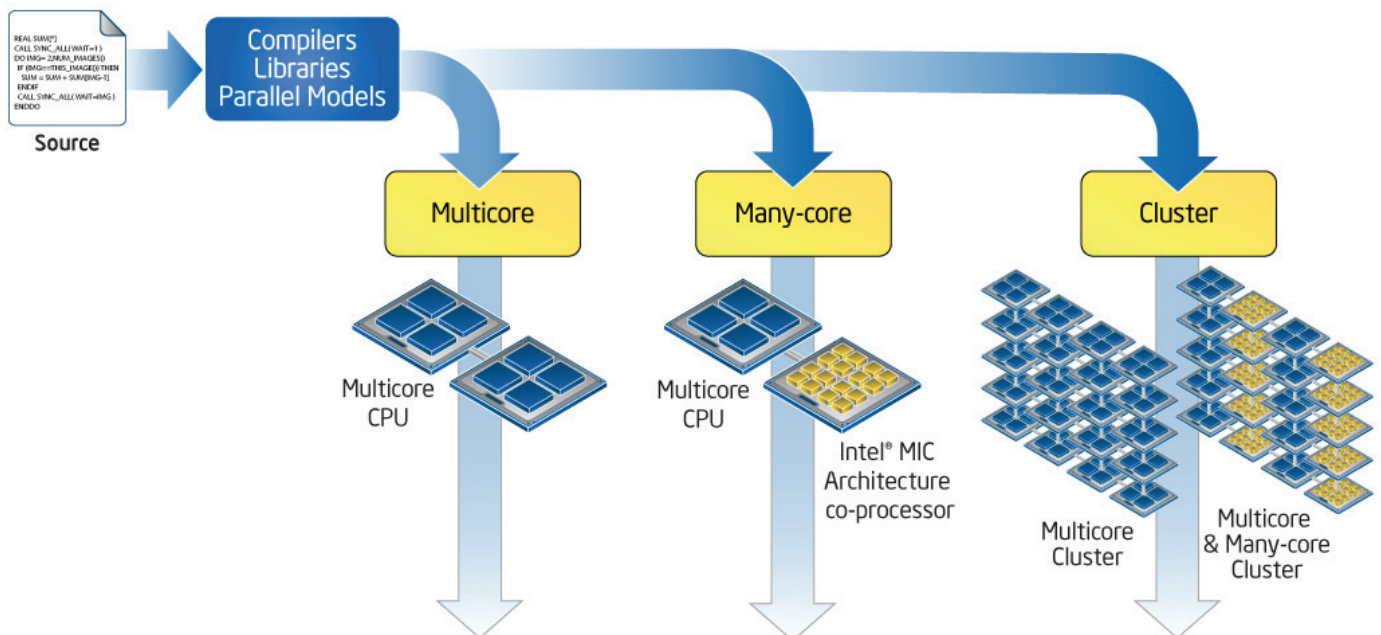 REAL SUM[*]
CALL SYNC_ALL( WAIT=1 )
DO IMG= 2,NUM_IMAGES()
IF (IMG==THIS_IMAGE()) THEN
SUM = SUM + SUM[IMG-1]
ENDIF
CALL SYNC_ALL( WAIT=IMG )
ENDDO
Source
Compilers
Libraries
Parallel Models
Multicore
Many-core
Cluster
Multicore
CPU
Multicore
CPU
Intel® MIC
Architecture
co-processor
Multicore
Cluster
Multicore
& Many-core
Cluster